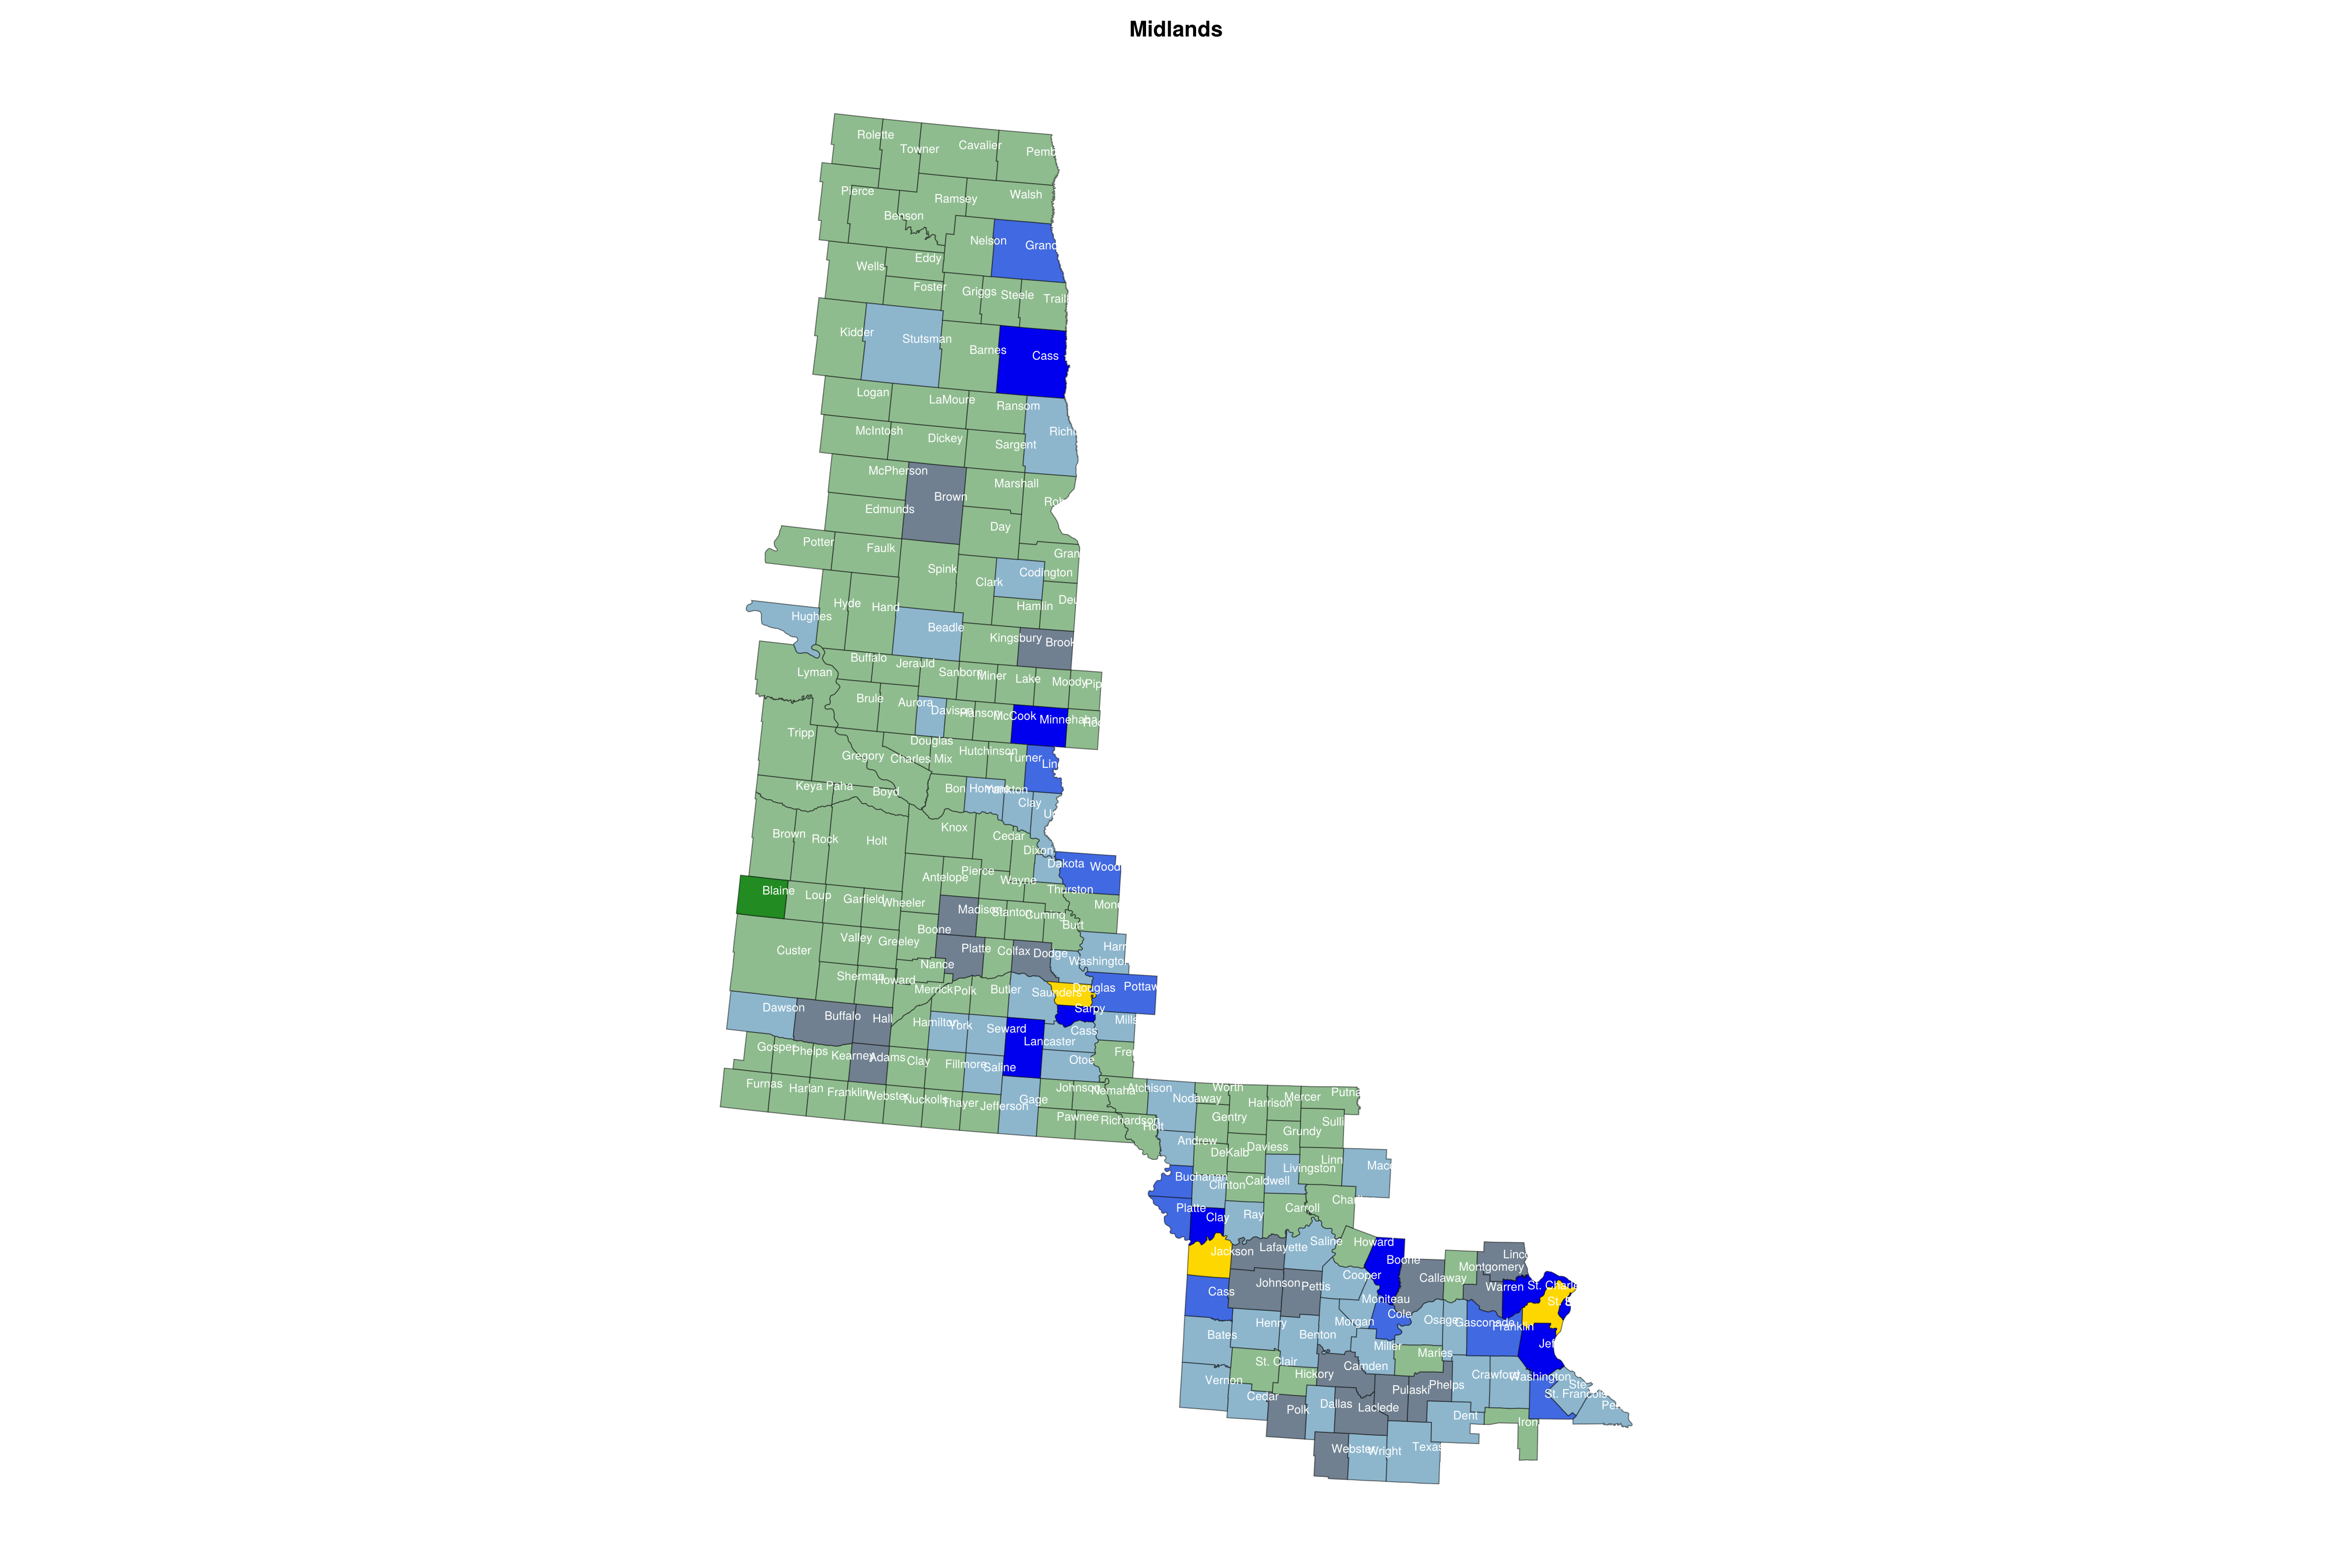 Midlands
Rolette
Towner
Cavalier
Pemb
Pierce
Benson
Ramsey
Walsh
Nelson
Grand
Wells
Eddy
Foster
Griggs
Steele
Traill
Kidder
Stutsman
Barnes
Cass
Logan
LaMoure
Ransom
Richl
McIntosh
Dickey
Sargent
McPherson
Brown
Marshall
Rob
Edmunds
Day
Potter
Faulk
Gran
Spink
Clark
Codington
Hyde
Hand
Hamlin
Deu
Hughes
Beadle
Kingsbury
Brook
Buffalo
Jerauld
Sanborn
Miner
Lake
Moody
Pip
Lyman
Brule
Aurora
Davison
Hanson
McCook
Minnehaha
Roc
Tripp
Douglas
Hutchinson
Turner
Linc
Gregory
Charles Mix
Keya Paha
Boyd
Bon Homme
Yankton
Clay
Un
Brown
Rock
Holt
Knox
Cedar
Dixon
Dakota
Wood
Blaine
Loup
Garfield
Wheeler
Antelope
Pierce
Wayne
Thurston
Mono
Madison
Stanton
Cuming
Burt
Custer
Valley
Greeley
Boone
Platte
Colfax
Dodge
Washington
Harr
Sherman
Howard
Nance
Merrick
Polk
Butler
Saunders
Douglas
Pottaw
Dawson
Buffalo
Hall
Hamilton
York
Seward
Lancaster
Sarpy
Cass
Mills
Gosper
Phelps
Kearney
Adams
Clay
Fillmore
Saline
Otoe
Frem
Furnas
Harlan
Franklin
Webster
Nuckolls
Thayer
Jefferson
Gage
Johnson
Nemaha
Pawnee
Richardson
Atchison
Nodaway
Worth
Harrison
Mercer
Putna
Holt
Gentry
Grundy
Sulli
Andrew
DeKalb
Daviess
Livingston
Linn
Maco
Buchanan
Clinton
Caldwell
Carroll
Chari
Platte
Clay
Ray
Jackson
Lafayette
Saline
Howard
Boone
Cass
Johnson
Pettis
Cooper
Moniteau
Callaway
Montgomery
Linco
Warren
St. Charle
Cole
Osage
Gasconade
Franklin
Bates
Henry
Benton
Morgan
Miller
Maries
Jef
Vernon
St. Clair
Hickory
Camden
Pulaski
Phelps
Crawford
Washington
Cedar
Polk
Dallas
Laclede
Dent
Iron
St. Francois
Ste
Per
Webster
Wright
Texas